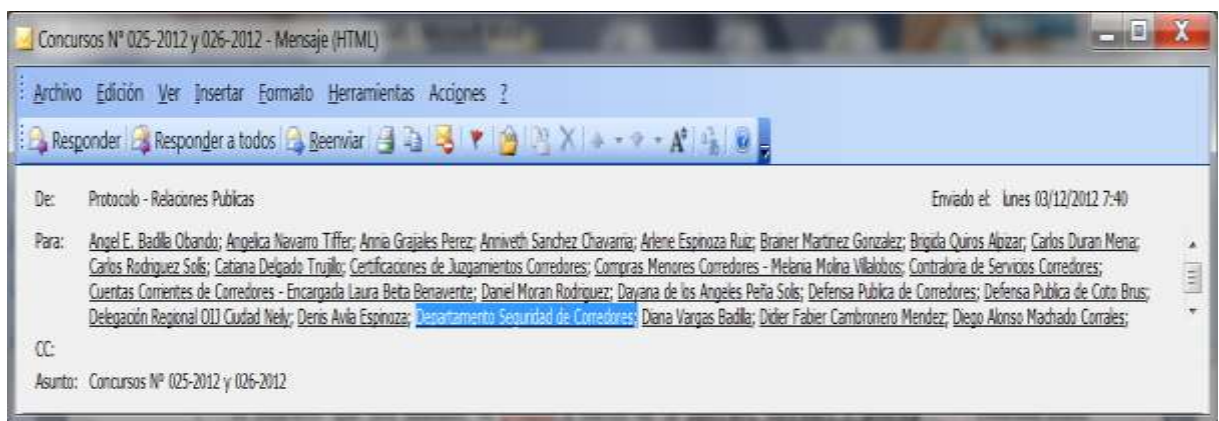 Concursos Nº 025-2012 y 026-2012 - Mensaje (HTML)
Archivo Edición Ver Insertar Formato Herramientas Acciones ?
Responder Responder a todos Reenviar
De: Protocolo - Relaciones Publicas Enviado el: lunes 03/12/2012 7:40
Para: Angel E. Badilla Obando; Angelica Navarro Tiffer; Annia Grajales Perez; Anniveth Sanchez Chavarria; Arlene Espinoza Ruiz; Brainer Martinez Gonzalez; Brigida Quiros Alpizar; Carlos Duran Mena;
Carlos Rodriguez Solis; Catiana Delgado Trujillo; Certificaciones de Juzgamientos Corredores; Compras Menores Corredores - Melania Molina Villalobos; Contraloria de Servicios Corredores;
Cuentas Corrientes de Corredores - Encargada Laura Beita Benavente; Daniel Moran Rodriguez; Dayana de los Angeles Peña Solis; Defensa Publica de Corredores; Defensa Publica de Coto Brus;
Delegación Regional OIJ Ciudad Neily; Denis Avila Espinoza; Departamento Seguridad de Corredores; Diana Vargas Badilla; Didier Fabier Cambronero Mendez; Diego Alonso Machado Corrales;
CC:
Asunto: Concursos Nº 025-2012 y 026-2012